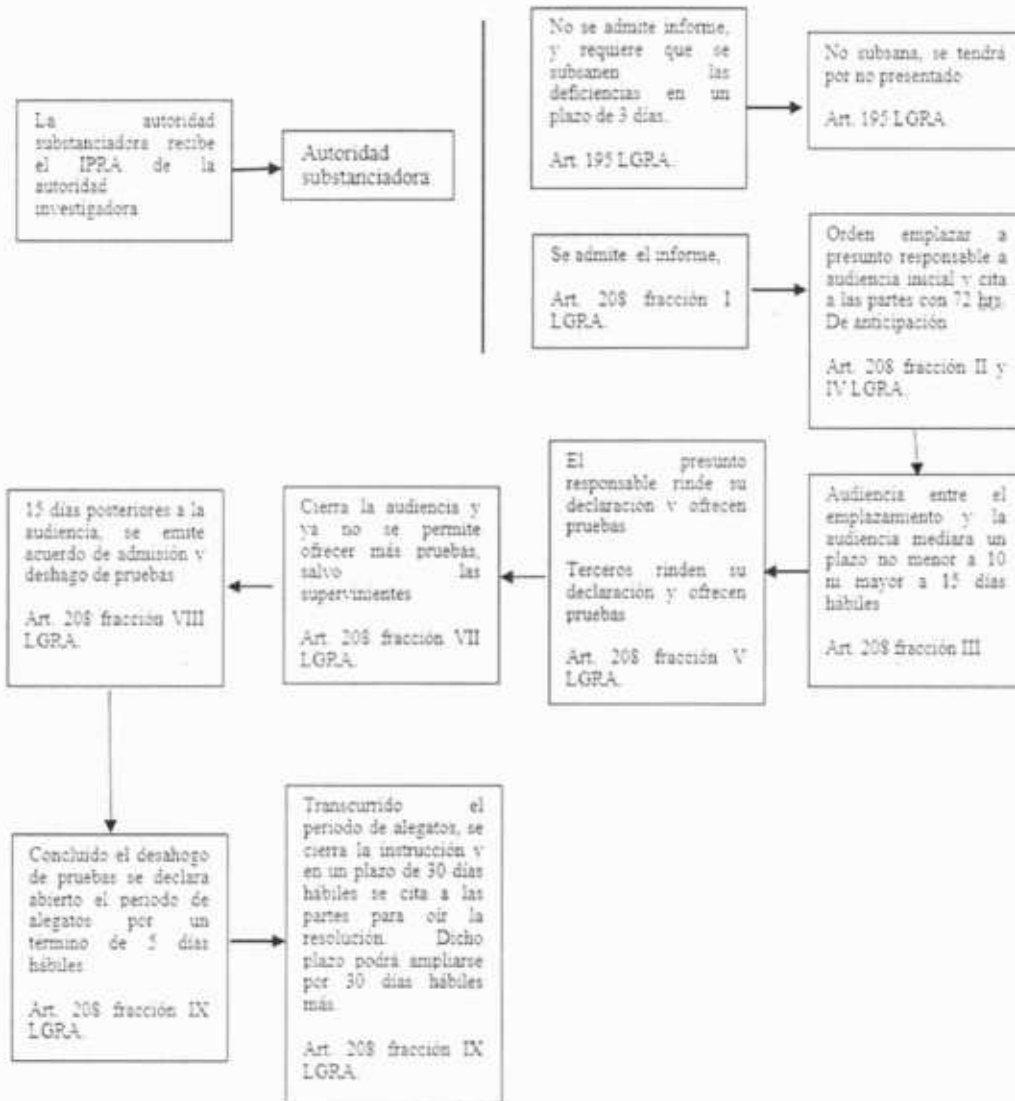 La autoridad
substanciadora recibe
el IPRA de la
autoridad
investigadora
Autoridad
substanciadora
No se admite informe,
y requiere que se
subsanen las
deficiencias en un
plazo de 3 días.
Art. 195 LGRA.
No subsana, se tendrá
por no presentado
Art. 195 LGRA
Se admite el informe,
Art. 208 fracción I
LGRA.
Orden emplazar a
presunto responsable a
audiencia inicial y cita
a las partes con 72 hrs.
De anticipación
Art. 208 fracción II y
IV LGRA.
Audiencia entre el
emplazamiento y la
audiencia mediara un
plazo no menor a 10
ni mayor a 15 días
hábiles
Art. 208 fracción III
El presunto
responsable rinde su
declaración y ofrecen
pruebas
Terceros rinden su
declaración y ofrecen
pruebas
Art. 208 fracción V
LGRA.
Cierra la audiencia y
ya no se permite
ofrecer más pruebas,
salvo las
supervinientes
Art. 208 fracción VII
LGRA.
15 días posteriores a la
audiencia, se emite
acuerdo de admisión y
deshago de pruebas
Art. 208 fracción VIII
LGRA.
Concluido el desahogo
de pruebas se declara
abierto el periodo de
alegatos por un
termino de 5 días
hábiles
Art. 208 fracción IX
LGRA.
Transcurrido el
periodo de alegatos, se
cierra la instrucción y
en un plazo de 30 días
hábiles se cita a las
partes para oír la
resolución. Dicho
plazo podrá ampliarse
por 30 días hábiles
más.
Art. 208 fracción IX
LGRA.